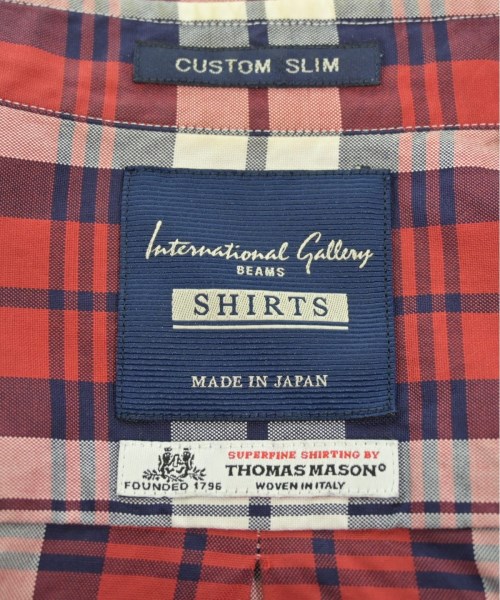 CUSTOM SLIM
International Gallery
BEAMS
SHIRTS
MADE IN JAPAN
SUPERFINE SHIRTING BY
THOMAS MASON®
FOUNDED 1796
WOVEN IN ITALY